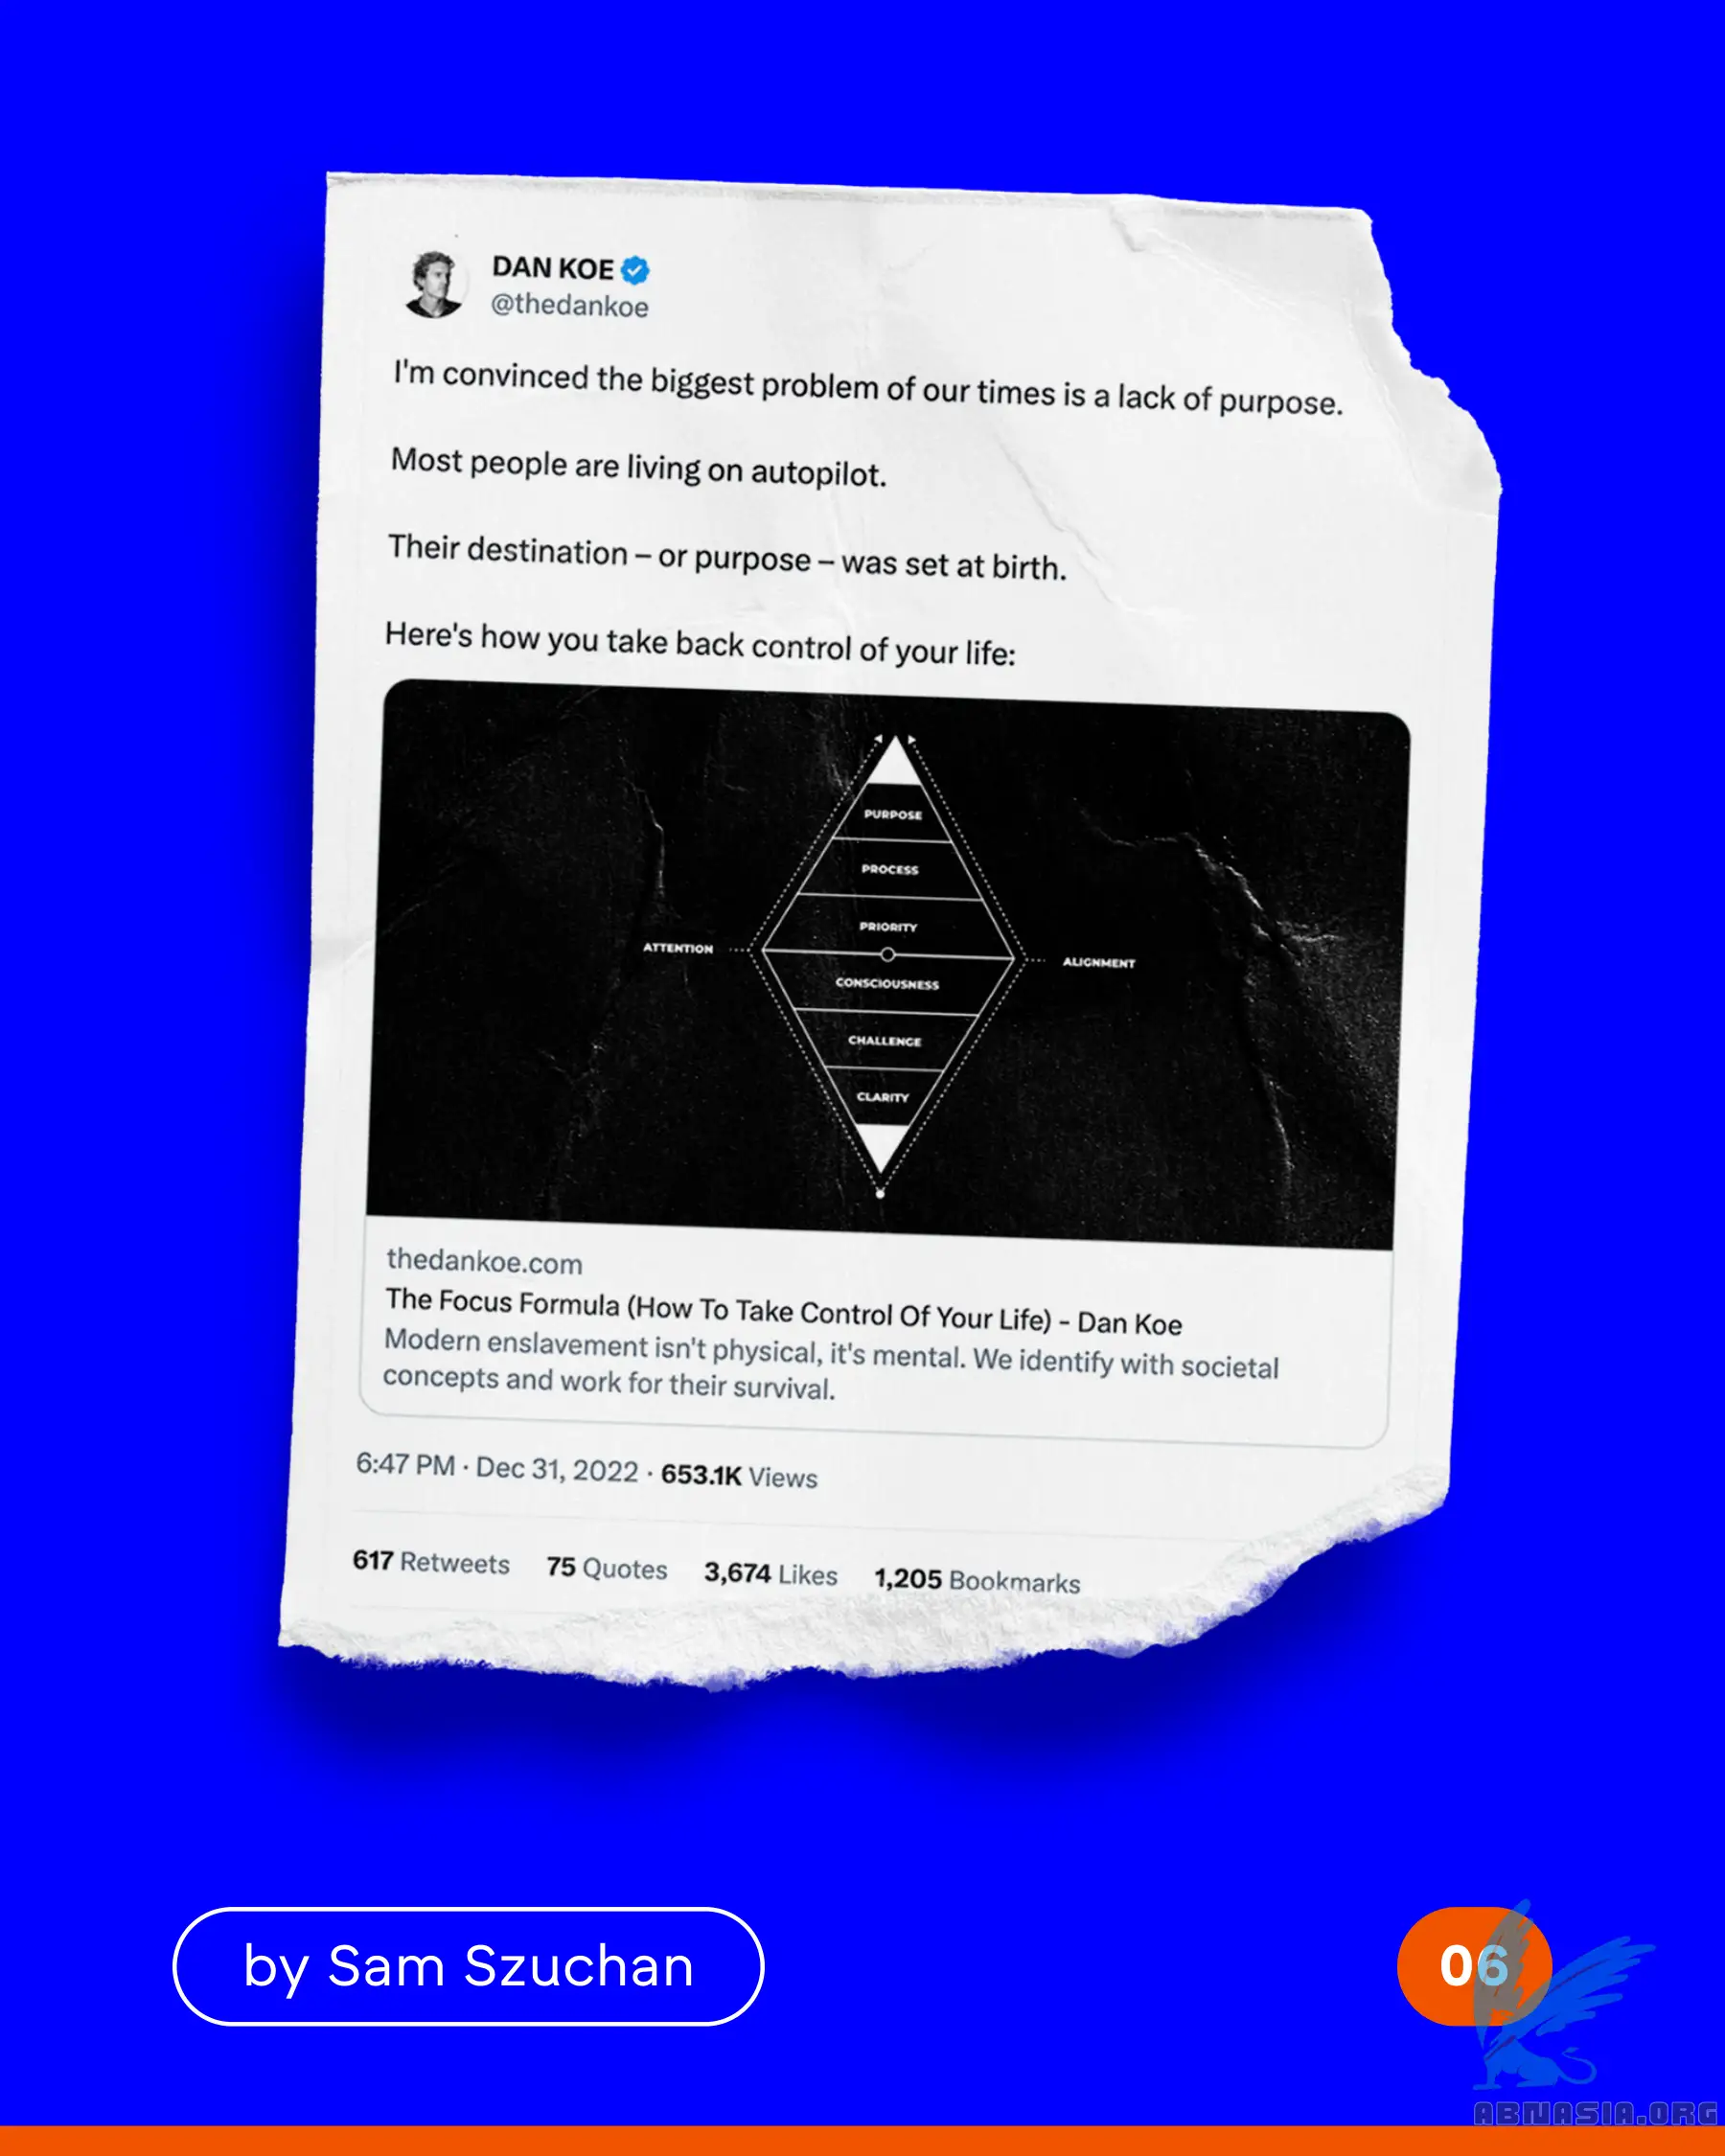 DAN KOE
@thedankoe
I'm convinced the biggest problem of our times is a lack of purpose.
Most people are living on autopilot.
Their destination – or purpose – was set at birth.
Here's how you take back control of your life:
PURPOSE
PROCESS
PRIORITY
ATTENTION
ALIGNMENT
CONSCIOUSNESS
CHALLENGE
CLARITY
thedankoe.com
The Focus Formula (How To Take Control Of Your Life) - Dan Koe
Modern enslavement isn't physical, it's mental. We identify with societal
concepts and work for their survival.
6:47 PM · Dec 31, 2022 · 653.1K Views
617 Retweets 75 Quotes 3,674 Likes 1,205 Bookmarks
by Sam Szuchan
06
ABNASIA.ORG